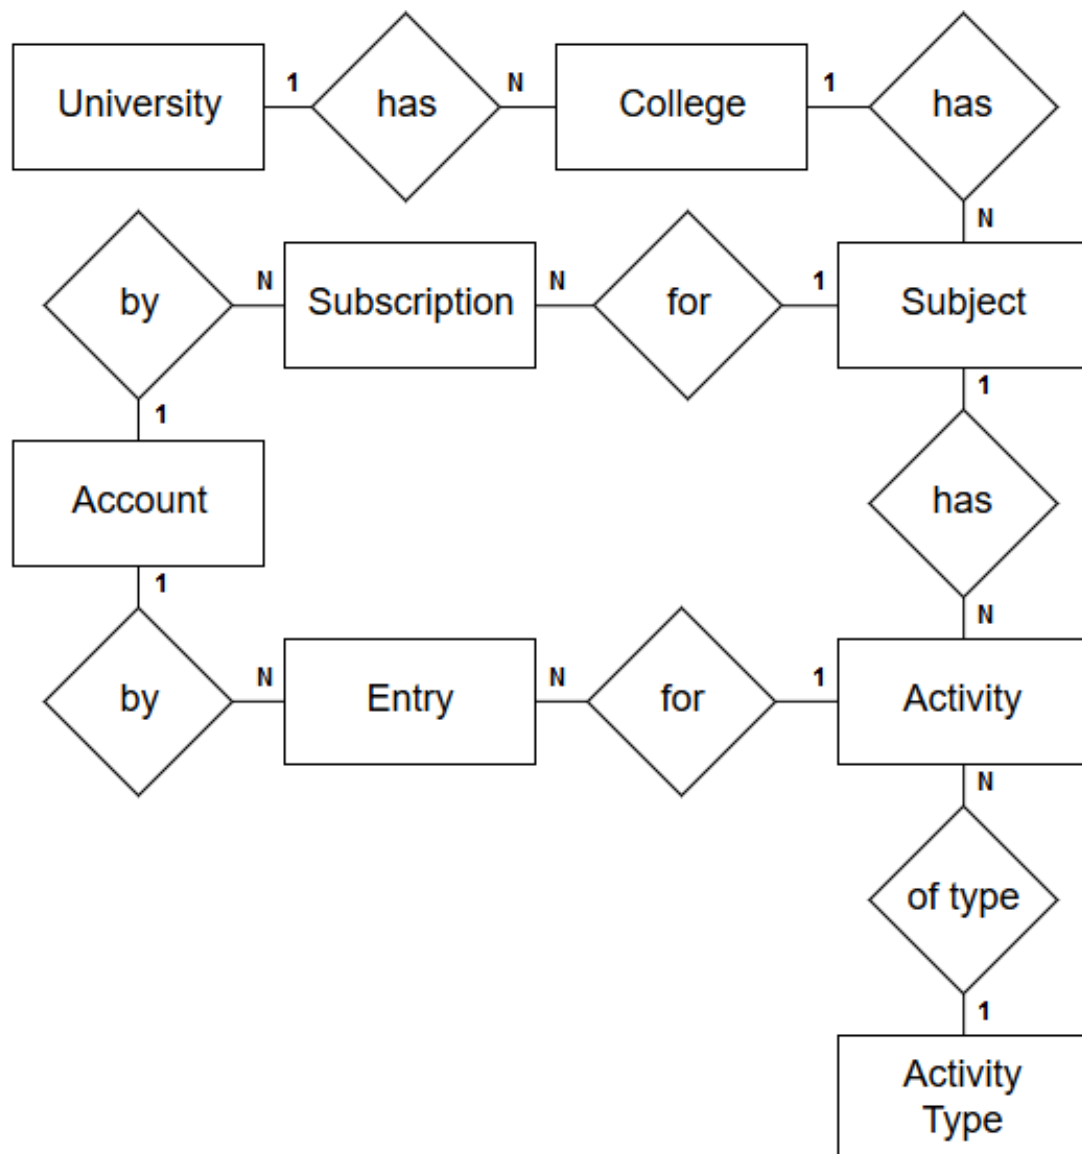 University
1
has
N
College
1
has
N
by
N
Subscription
N
for
1
Subject
1
1
Account
has
1
N
by
N
Entry
N
for
1
Activity
N
of type
1
Activity
Type